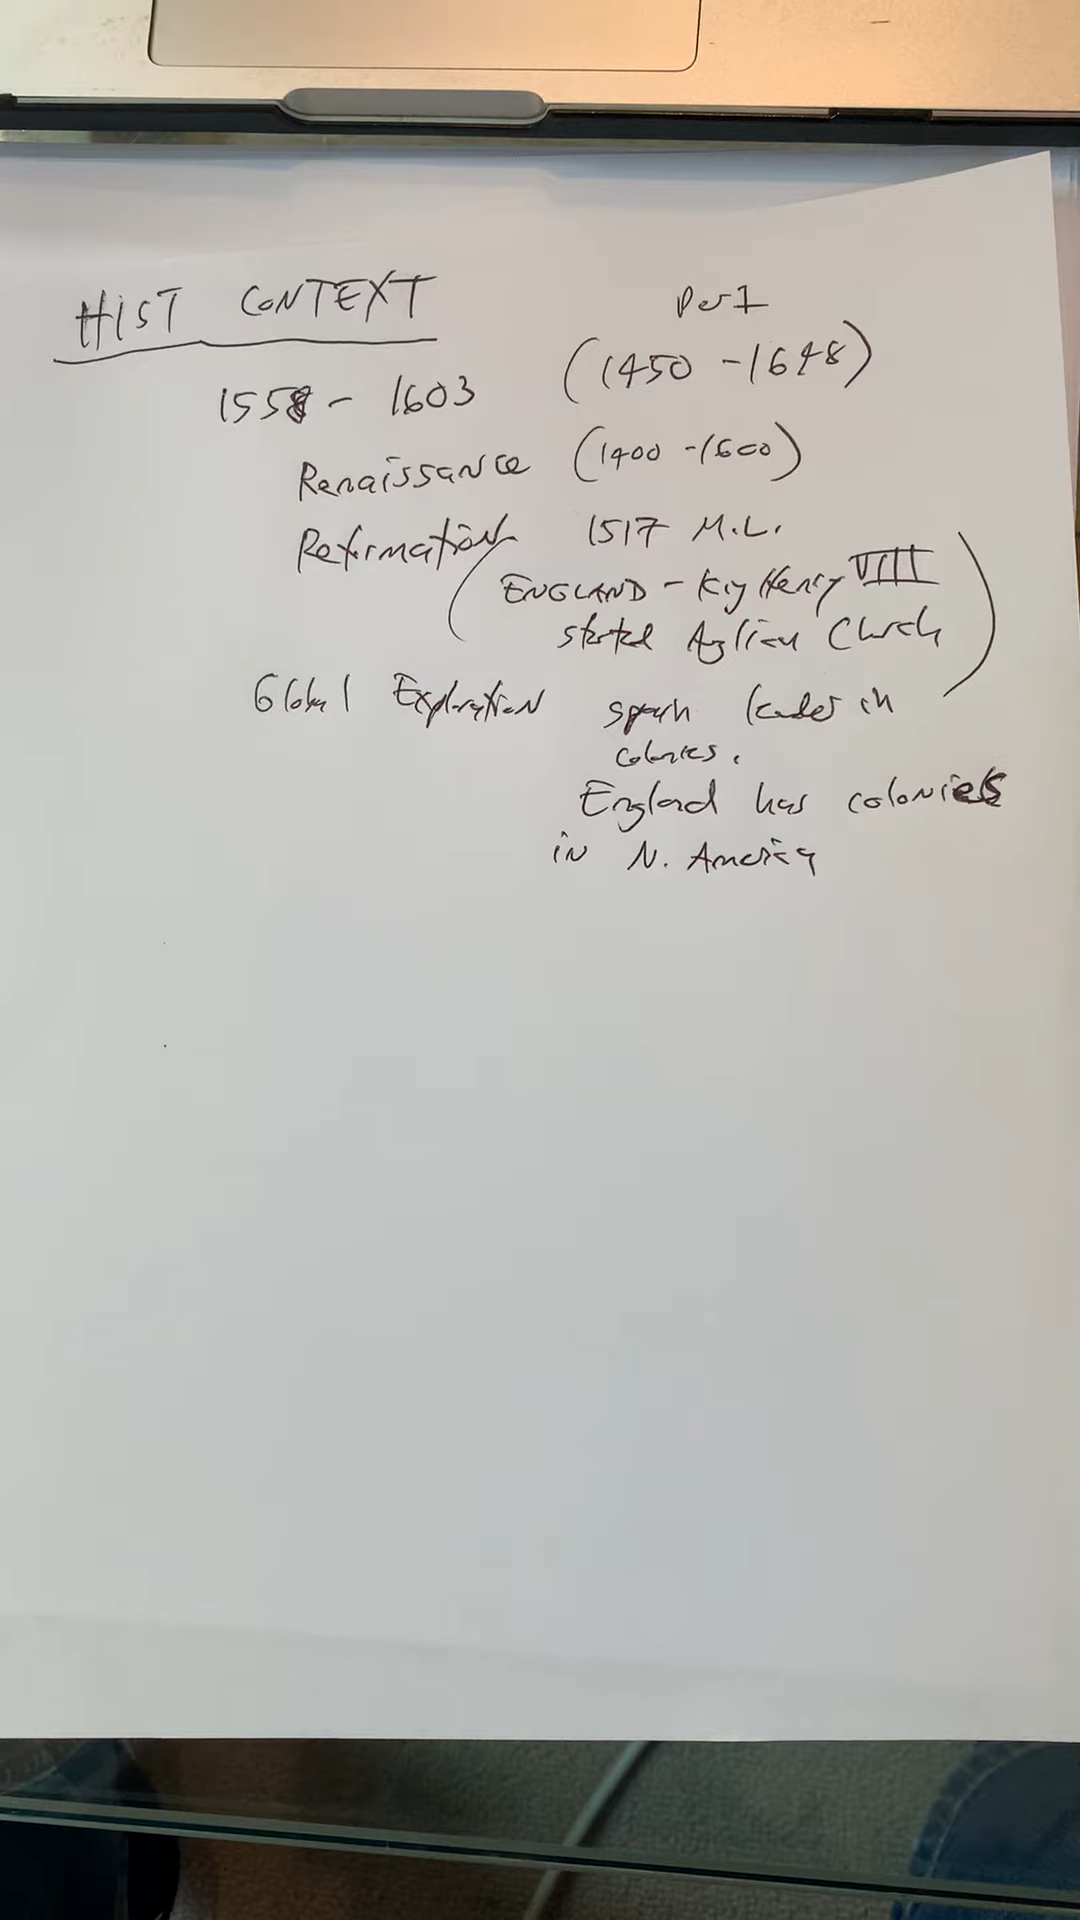 HIST CONTEXT
Per 1
1558 - 1603 (1450 - 1648)
Renaissance (1400 - 1600)
Reformation 1517 M.L.
(ENGLAND - King Henry VIII
started Anglican Church)
Global Exploration Spain leader in
colonies.
England has colonies
in N. America